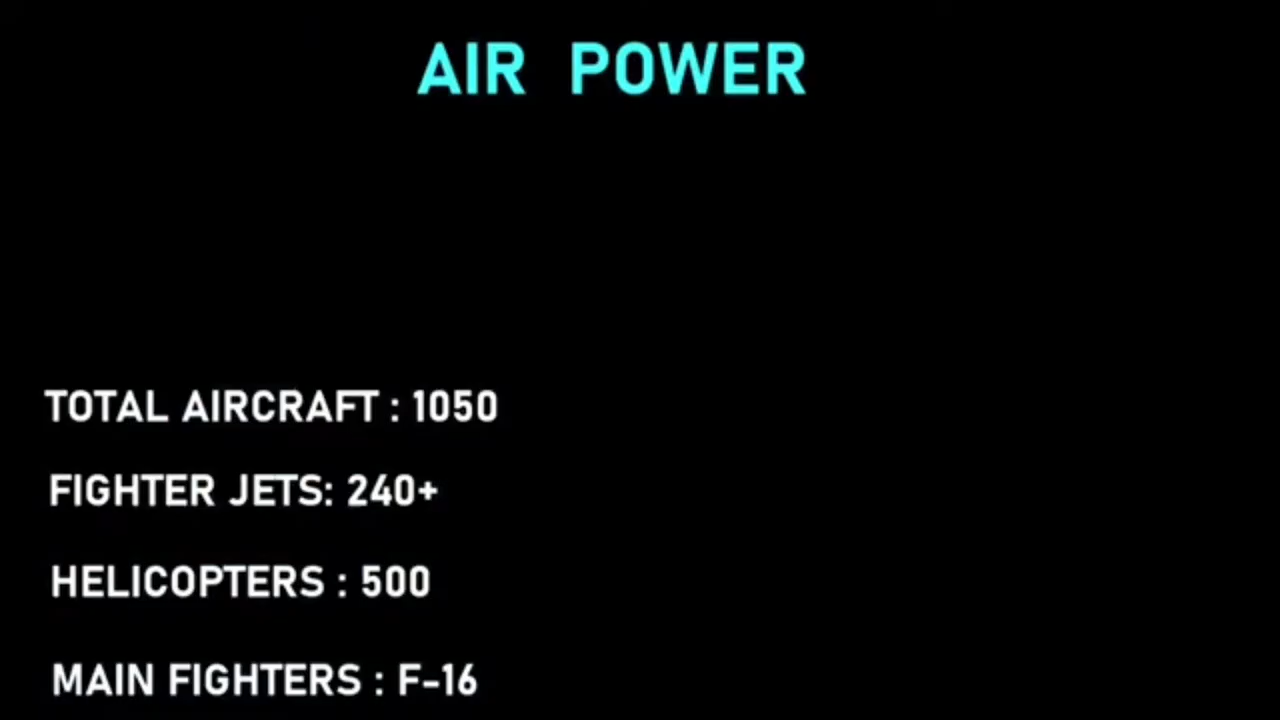 AIR POWER
TOTAL AIRCRAFT : 1050
FIGHTER JETS: 240+
HELICOPTERS : 500
MAIN FIGHTERS : F-16